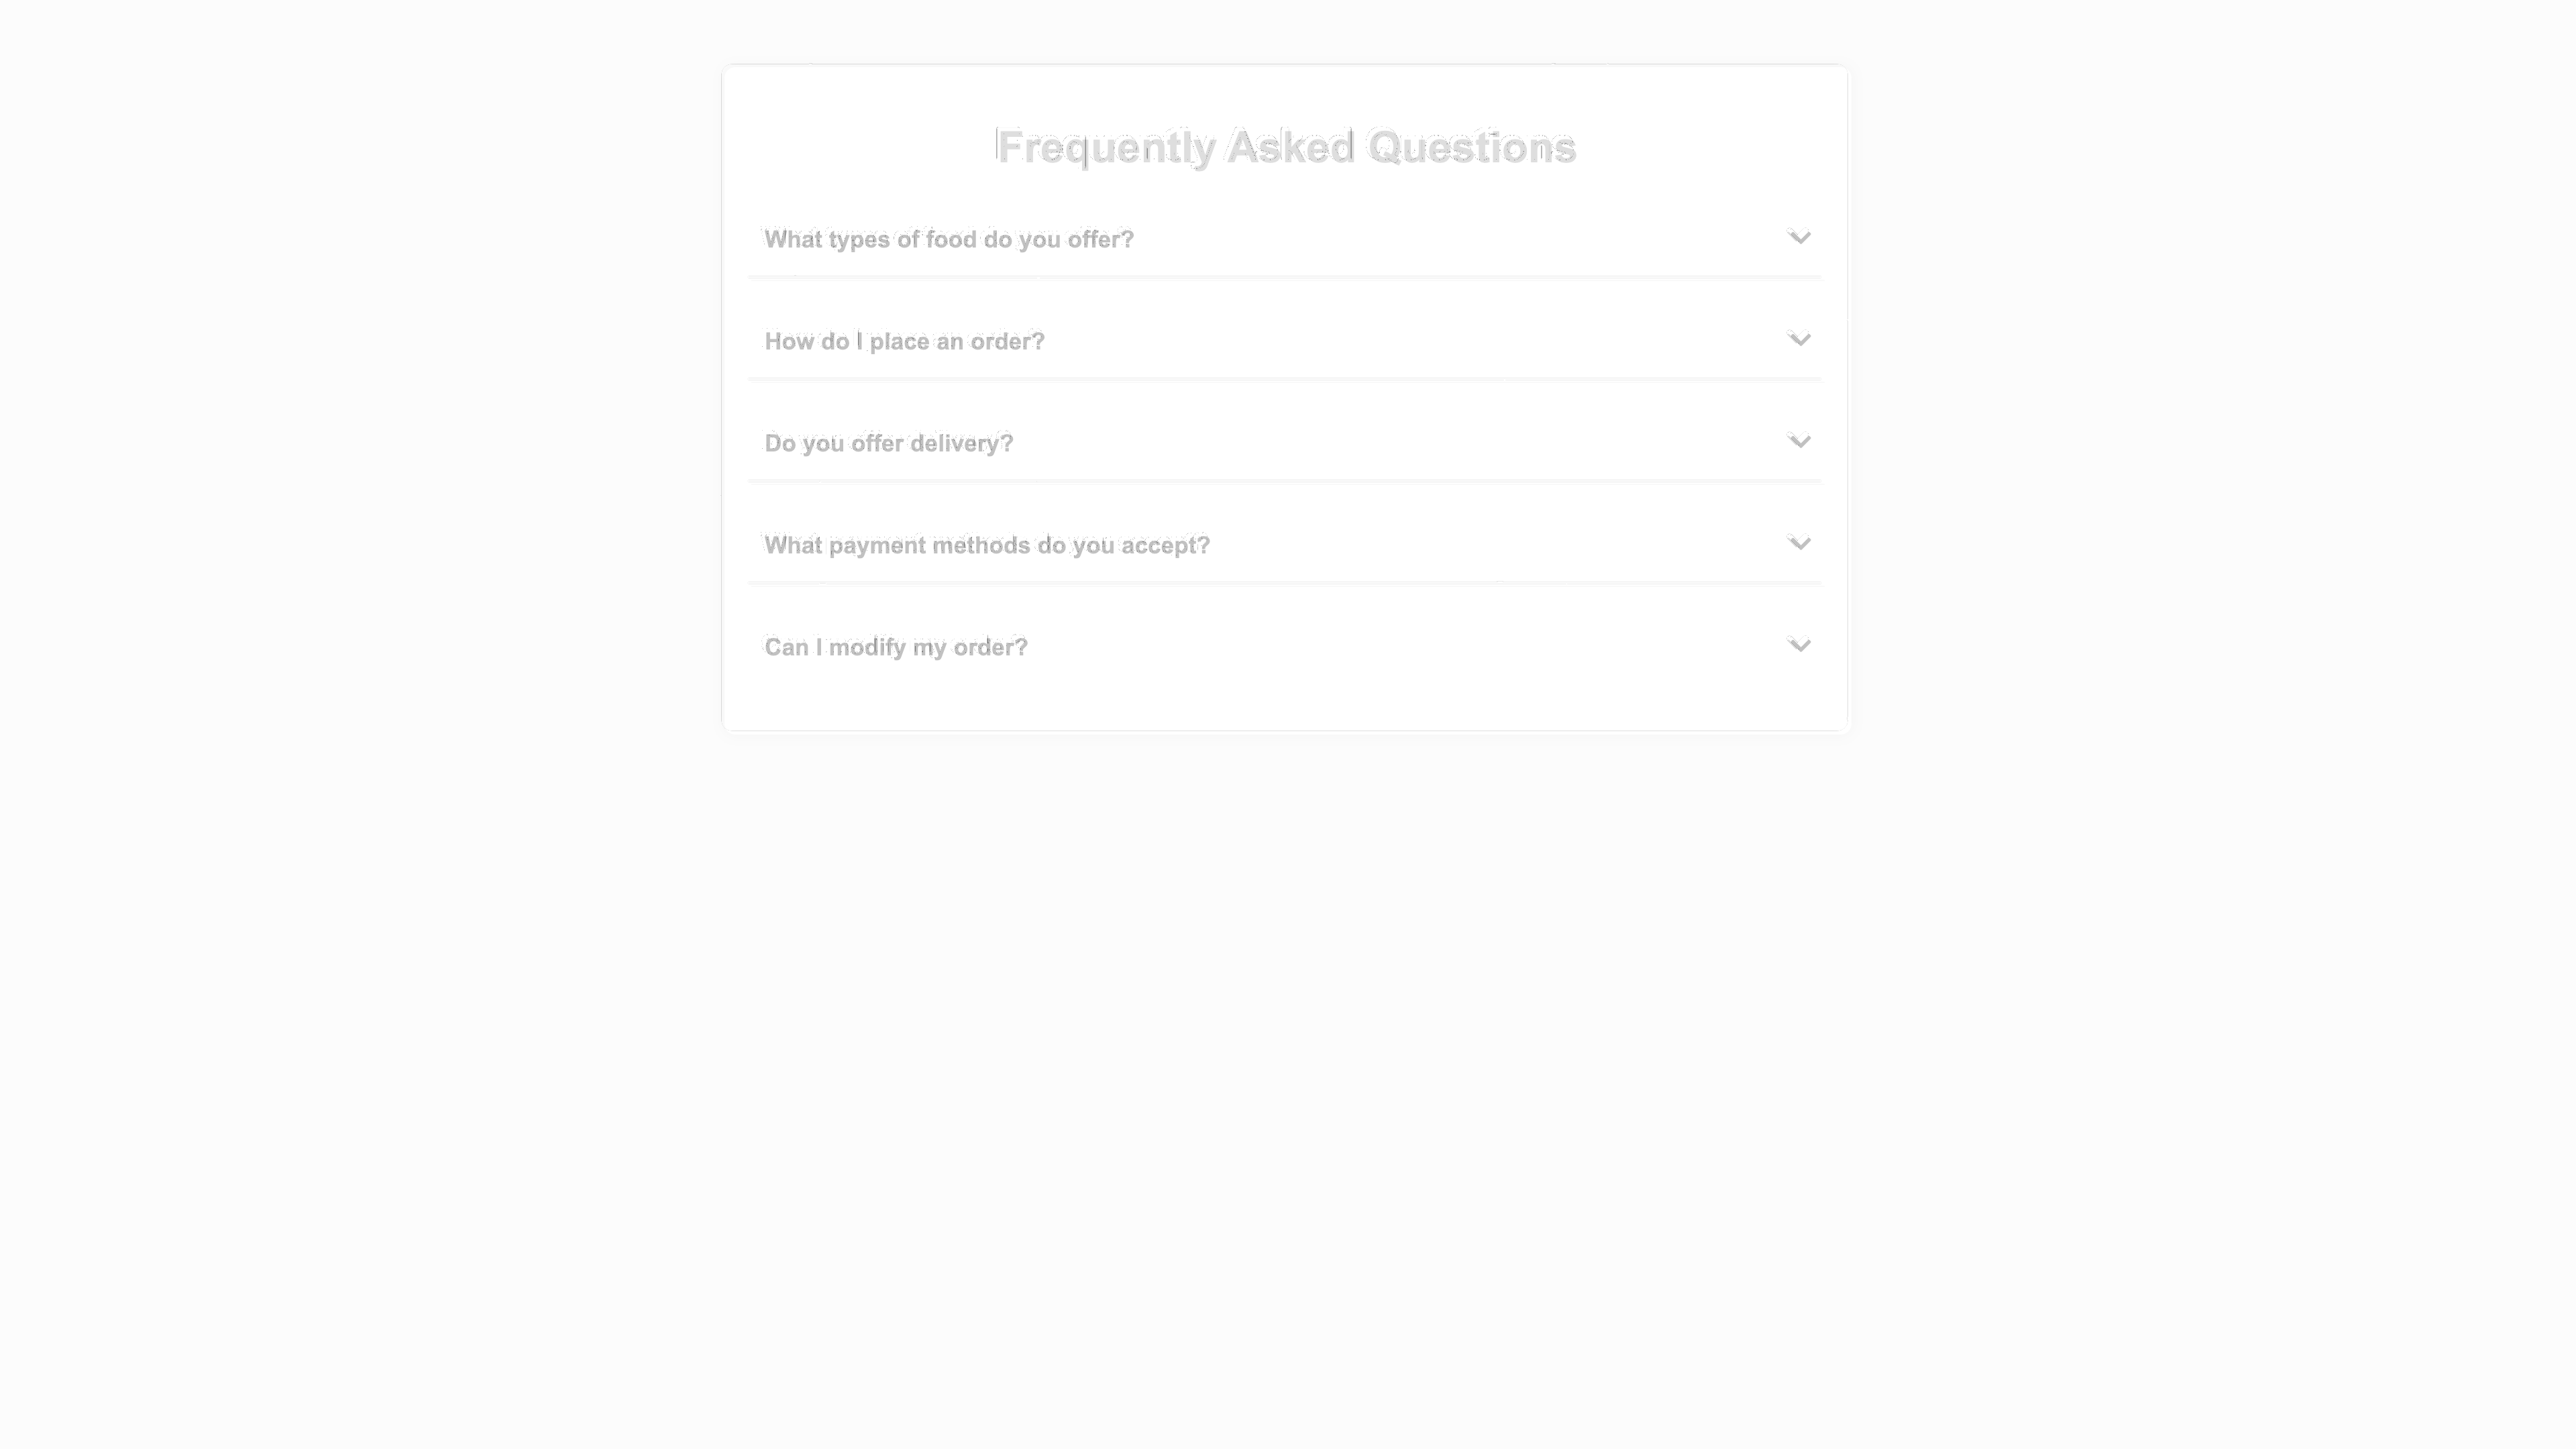 Frequently Asked Questions
What types of food do you offer?
How do I place an order?
Do you offer delivery?
What payment methods do you accept?
Can I modify my order?